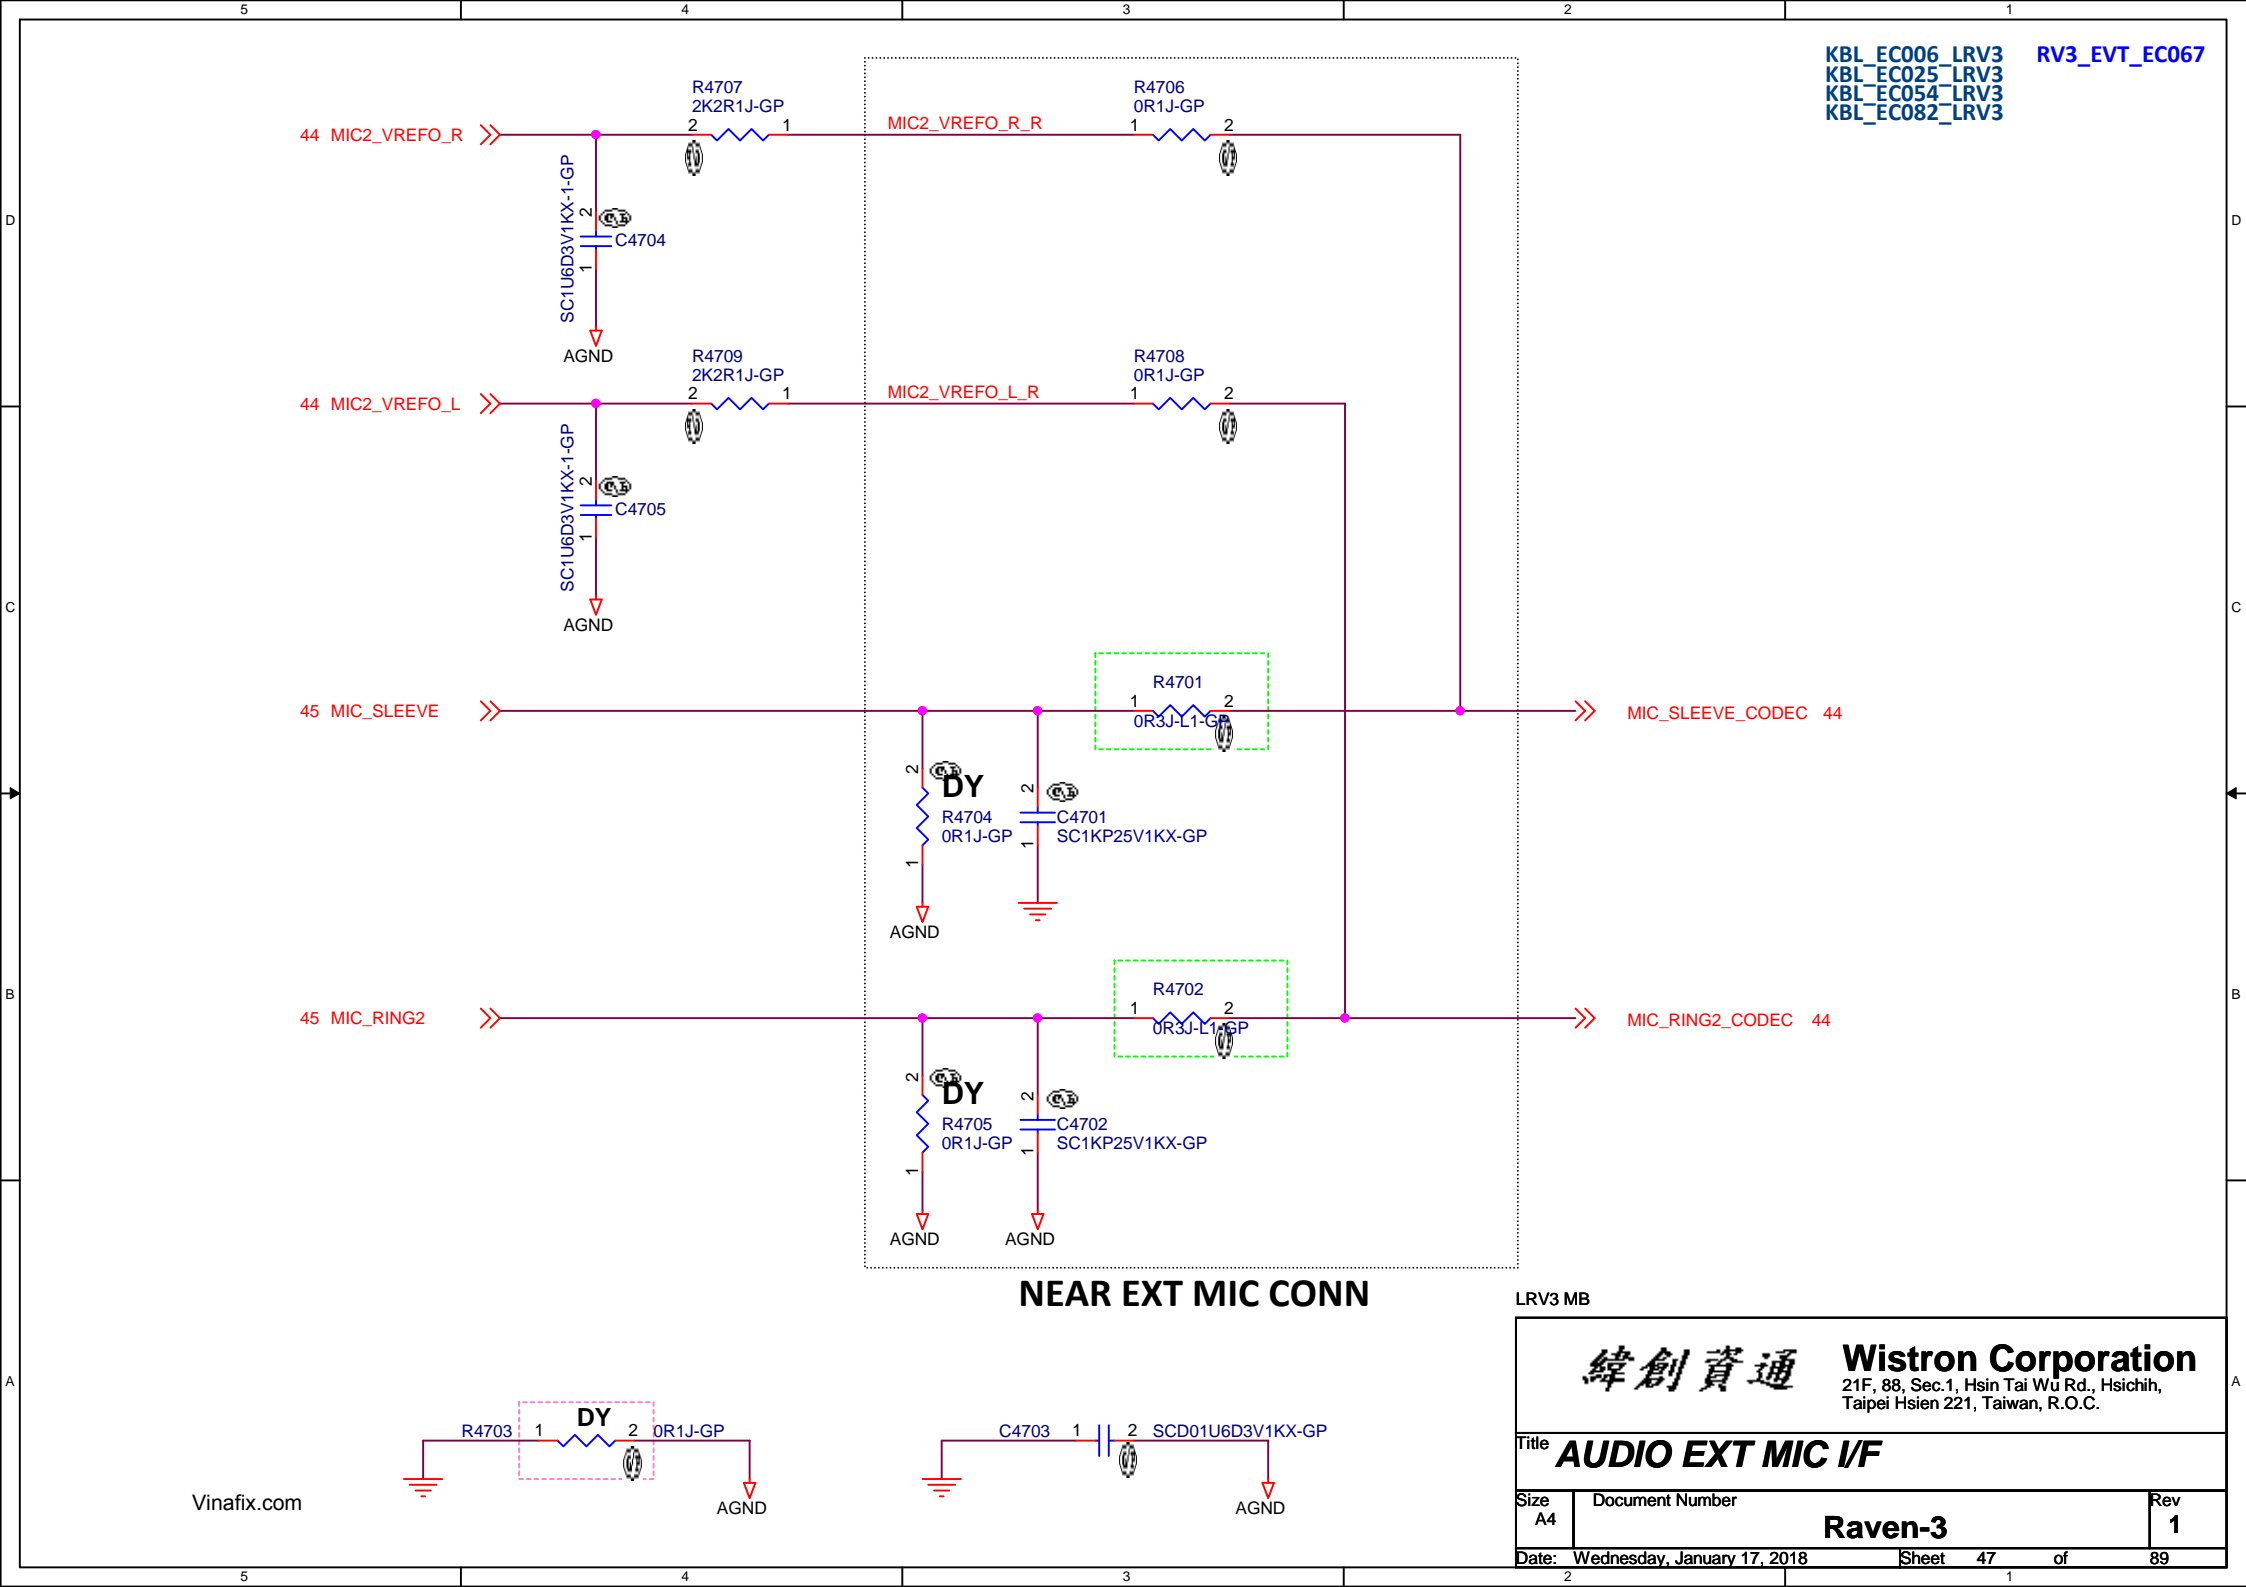 5 4 3 2 1
KBL_EC006_LRV3 RV3_EVT_EC067
KBL_EC025_LRV3
KBL_EC054_LRV3
KBL_EC082_LRV3
R4707
2K2R1J-GP
R4706
0R1J-GP
44 MIC2_VREFO_R
2 1
MIC2_VREFO_R_R
1 2
SC1U6D3V1KX-1-GP
2
C4704
1
D D
AGND
R4709
2K2R1J-GP
R4708
0R1J-GP
44 MIC2_VREFO_L
2 1
MIC2_VREFO_L_R
1 2
SC1U6D3V1KX-1-GP
2
C4705
1
AGND
C C
R4701
45 MIC_SLEEVE
1 2
0R3J-L1-GP
MIC_SLEEVE_CODEC 44
2
DY
R4704
0R1J-GP
1
AGND
2
C4701
SC1KP25V1KX-GP
1
R4702
45 MIC_RING2
1 2
0R3J-L1-GP
MIC_RING2_CODEC 44
B B
2
DY
R4705
0R1J-GP
1
AGND
2
C4702
SC1KP25V1KX-GP
1
AGND
NEAR EXT MIC CONN
LRV3 MB
緯創資通
Wistron Corporation
21F, 88, Sec.1, Hsin Tai Wu Rd., Hsichih,
Taipei Hsien 221, Taiwan, R.O.C.
A A
R4703 1 DY 2 0R1J-GP
AGND
C4703 1 2 SCD01U6D3V1KX-GP
AGND
Vinafix.com
Title AUDIO EXT MIC I/F
Size A4
Document Number
Raven-3
Rev 1
Date: Wednesday, January 17, 2018 Sheet 47 of 89
5 4 3 2 1